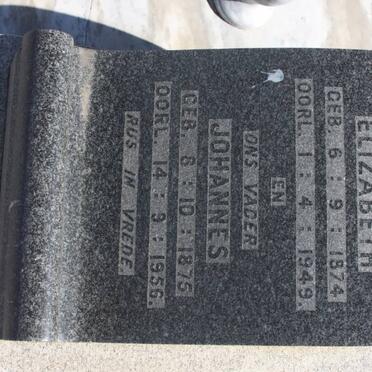 ELIZABETH
GEB. 6 : 9 : 1874
OORL. 1 : 4 : 1949.
EN
ONS VADER
JOHANNES
GEB. 8 : 10 : 1875
OORL. 14 : 9 : 1956.
RUS IN VREDE